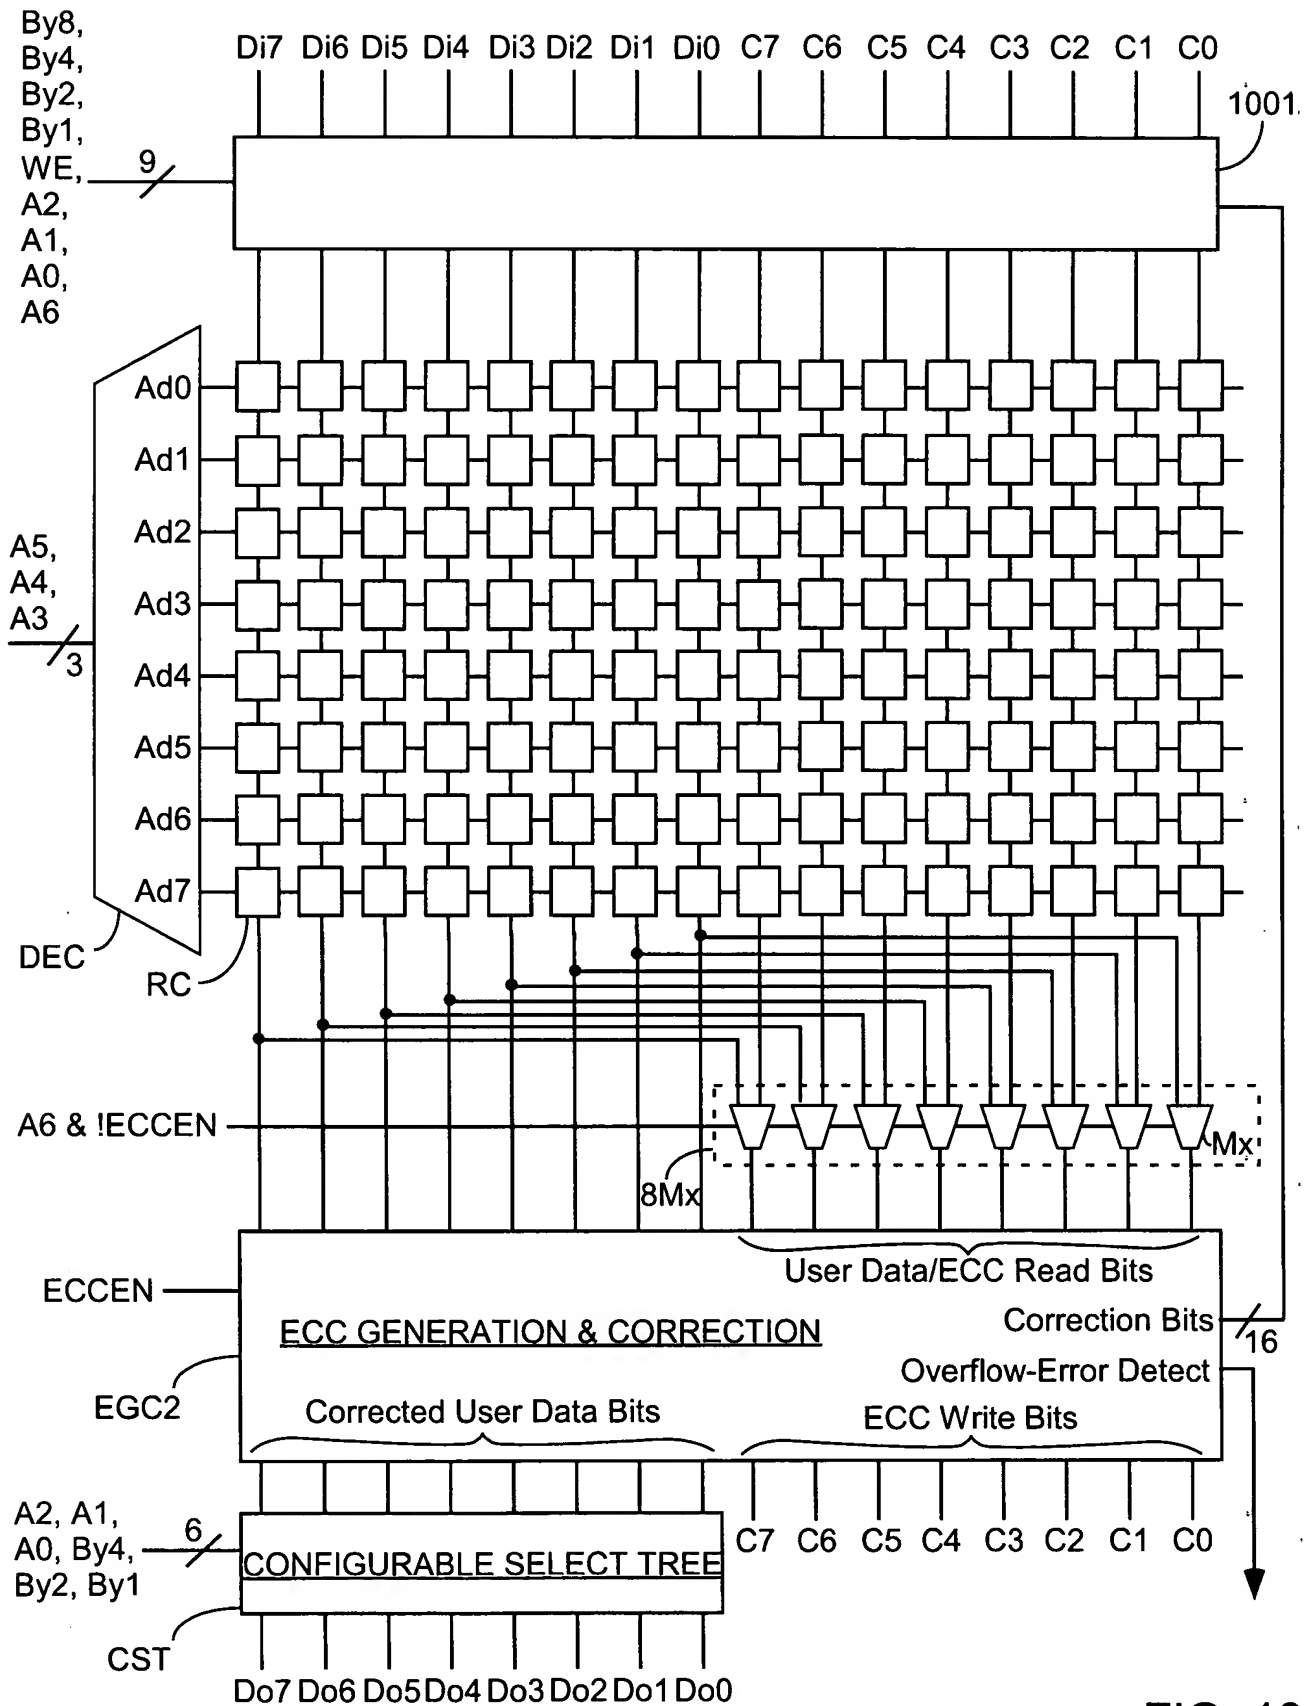 By8,
By4,
By2,
By1,
WE,
A2,
A1,
A0,
A6
9
Di7 Di6 Di5 Di4 Di3 Di2 Di1 Di0 C7 C6 C5 C4 C3 C2 C1 C0
1001
Ad0
Ad1
Ad2
Ad3
Ad4
Ad5
Ad6
Ad7
A5,
A4,
A3
3
DEC
RC
A6 & !ECCEN
8Mx
Mx
User Data/ECC Read Bits
ECCEN
Correction Bits
16
ECC GENERATION & CORRECTION
Overflow-Error Detect
EGC2
Corrected User Data Bits
ECC Write Bits
A2, A1,
A0, By4,
By2, By1
6
C7 C6 C5 C4 C3 C2 C1 C0
CONFIGURABLE SELECT TREE
CST
Do7 Do6 Do5 Do4 Do3 Do2 Do1 Do0